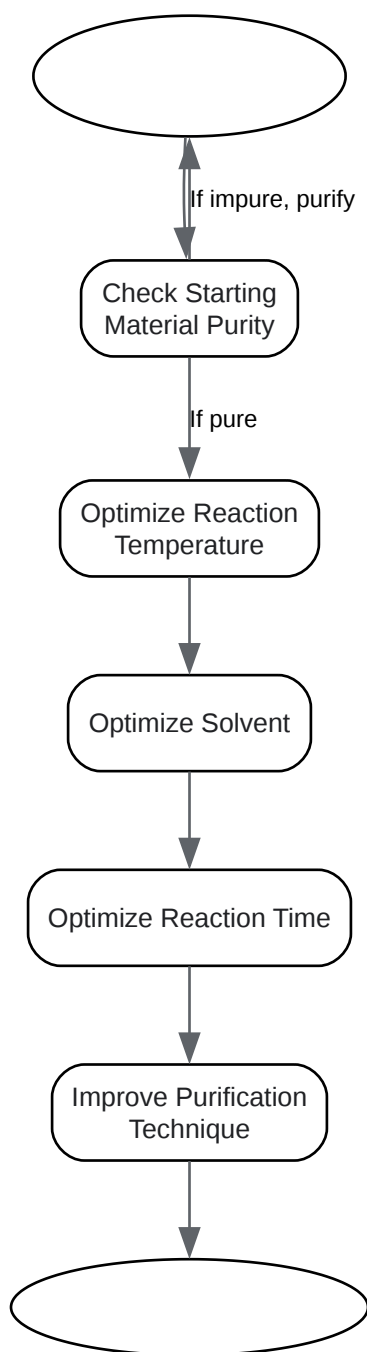 If impure, purify
Check Starting
Material Purity
If pure
Optimize Reaction
Temperature
Optimize Solvent
Optimize Reaction Time
Improve Purification
Technique